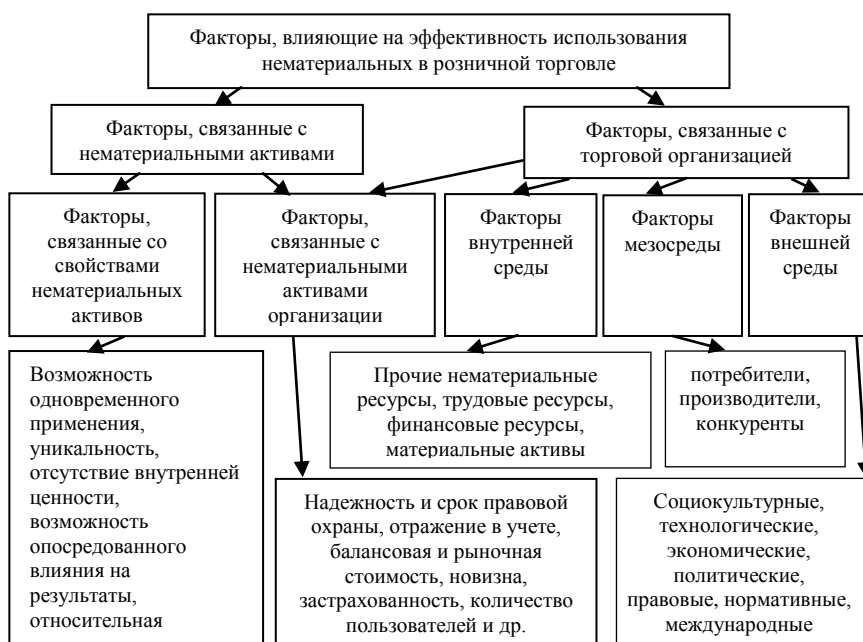 Факторы, влияющие на эффективность использования
нематериальных в розничной торговле
Факторы, связанные с
нематериальными активами
Факторы, связанные с
торговой организацией
Факторы,
связанные со
свойствами
нематериальных
активов
Факторы,
связанные с
нематериальными
активами
организации
Факторы
внутренней
среды
Факторы
мезосреды
Факторы
внешней
среды
Возможность
одновременного
применения,
уникальность,
отсутствие внутренней
ценности,
возможность
опосредованного
влияния на
результаты,
относительная
Прочие нематериальные
ресурсы, трудовые ресурсы,
финансовые ресурсы,
материальные активы
потребители,
производители,
конкуренты
Надежность и срок правовой
охраны, отражение в учете,
балансовая и рыночная
стоимость, новизна,
застрахованность, количество
пользователей и др.
Социокультурные,
технологические,
экономические,
политические,
правовые, нормативные,
международные